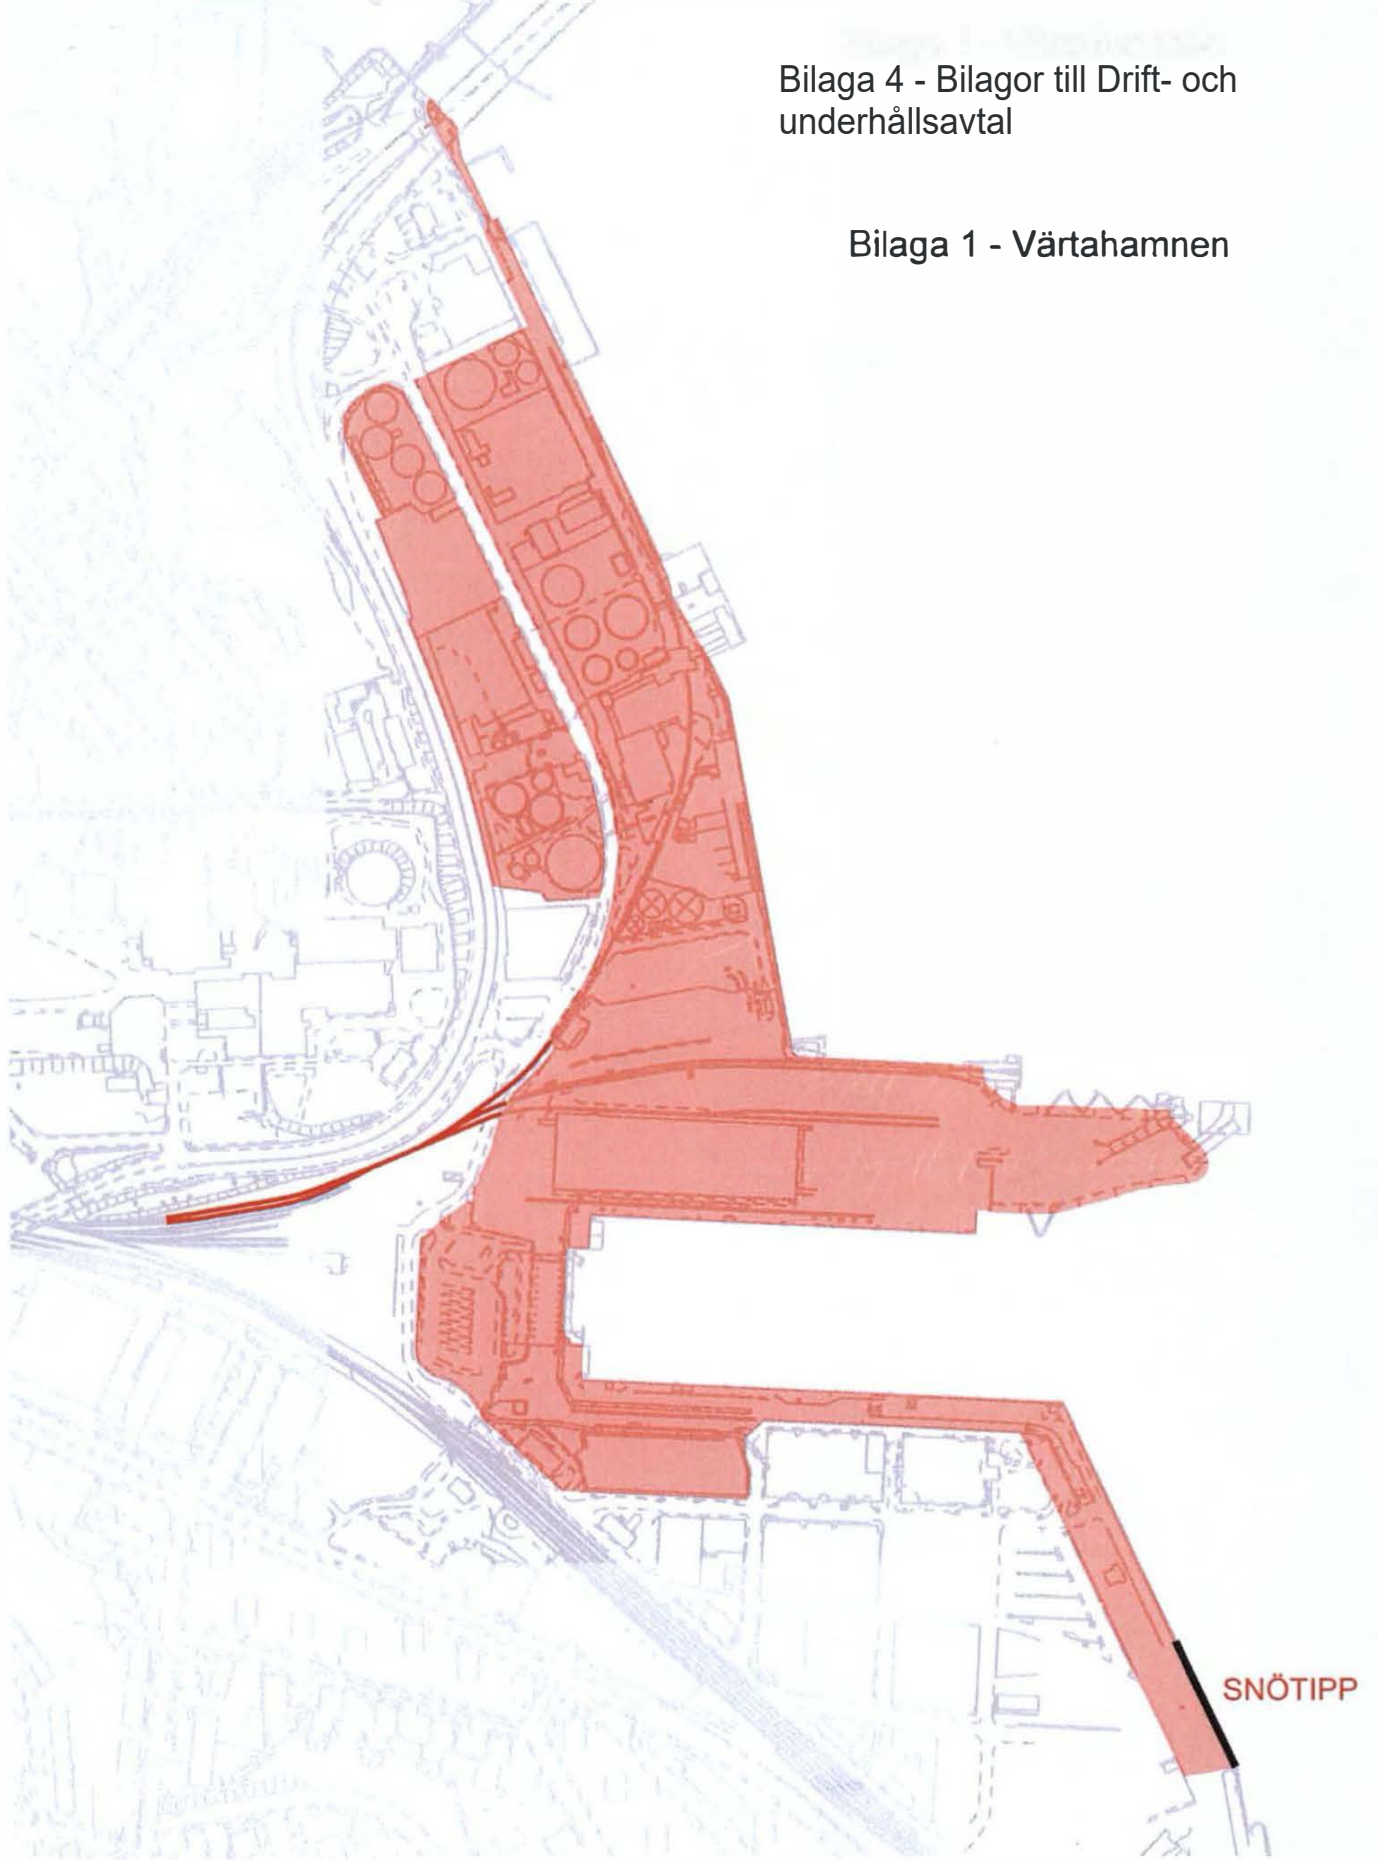 Bilaga 4 - Bilagor till Drift- och
underhållsavtal
Bilaga 1 - Värtahamnen
SNÖTIPP